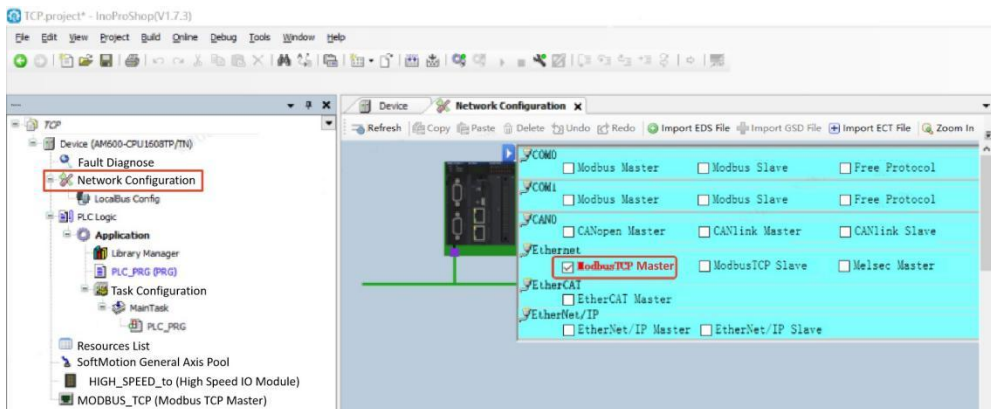 TCP.project* - InoProShop(V1.7.3)
File Edit View Project Build Online Debug Tools Window Help
Device
Network Configuration
TCP
Refresh Copy Paste Delete Undo Redo Import EDS File Import GSD File Import ECT File Zoom In
Device (AM600-CPU1608TP/TN)
Fault Diagnose
Network Configuration
LocalBus Config
PLC Logic
Application
Library Manager
PLC_PRG (PRG)
Task Configuration
MainTask
PLC_PRG
Resources List
SoftMotion General Axis Pool
HIGH_SPEED_to (High Speed IO Module)
MODBUS_TCP (Modbus TCP Master)
COM0
Modbus Master Modbus Slave Free Protocol
COM1
Modbus Master Modbus Slave Free Protocol
CAN0
CANopen Master CANlink Master CANlink Slave
Ethernet
ModbusTCP Master ModbusTCP Slave Melsec Master
EtherCAT
EtherCAT Master
EtherNet/IP
EtherNet/IP Master EtherNet/IP Slave